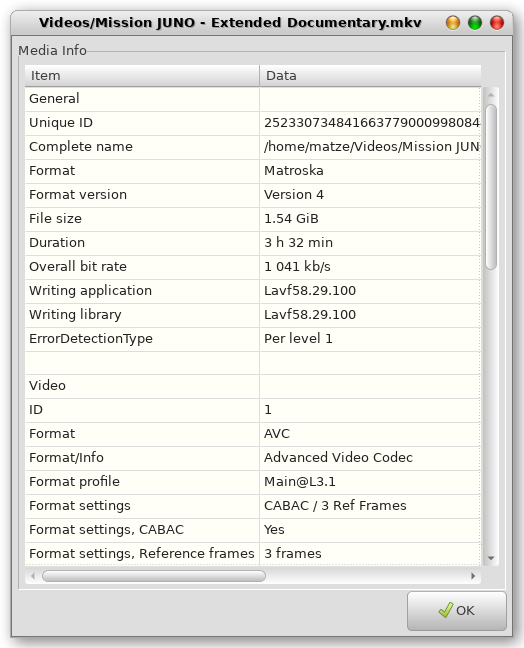 Videos/Mission JUNO - Extended Documentary.mkv
Media Info
Item Data
General
Unique ID 252330734841663779000998084
Complete name /home/matze/Videos/Mission JUN
Format Matroska
Format version Version 4
File size 1.54 GiB
Duration 3 h 32 min
Overall bit rate 1 041 kb/s
Writing application Lavf58.29.100
Writing library Lavf58.29.100
ErrorDetectionType Per level 1
Video
ID 1
Format AVC
Format/Info Advanced Video Codec
Format profile Main@L3.1
Format settings CABAC / 3 Ref Frames
Format settings, CABAC Yes
Format settings, Reference frames 3 frames
OK